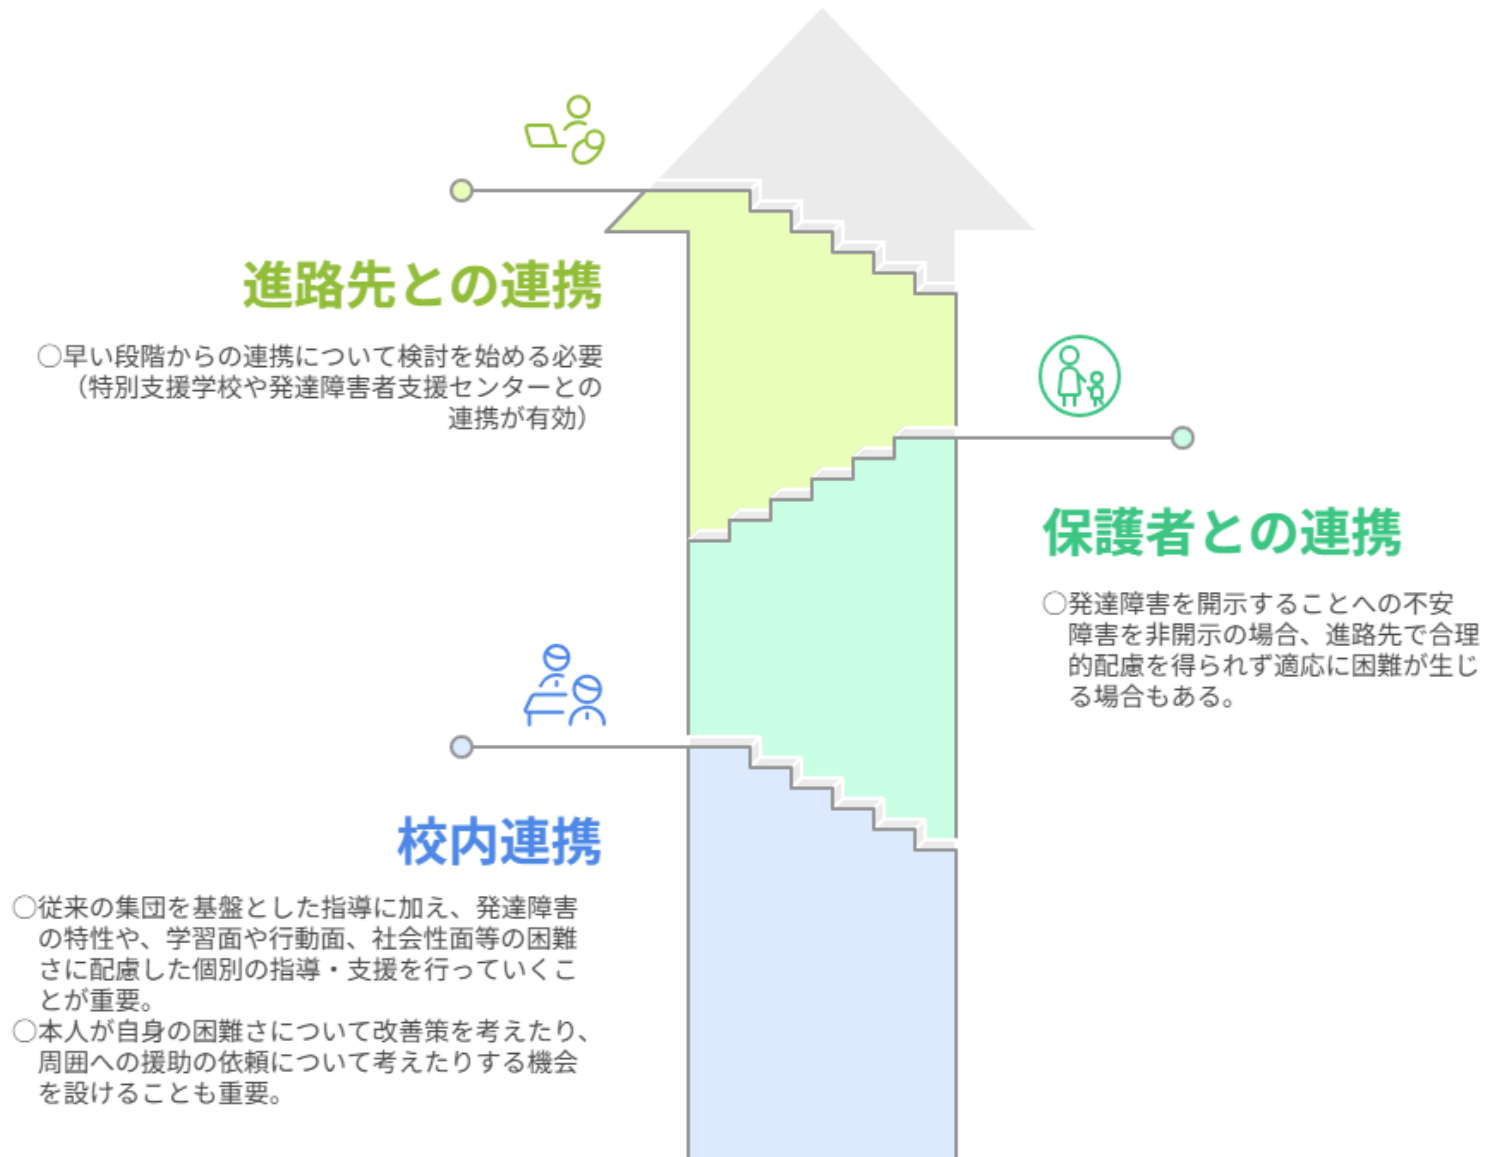 進路先との連携
〇早い段階からの連携について検討を始める必要
（特別支援学校や発達障害者支援センターとの
連携が有効）
保護者との連携
〇発達障害を開示することへの不安
障害を非開示の場合、進路先で合理
的配慮を得られず適応に困難が生じ
る場合もある。
校内連携
〇従来の集団を基盤とした指導に加え、発達障害
の特性や、学習面や行動面、社会性面等の困難
さに配慮した個別の指導・支援を行っていくこ
とが重要。
〇本人が自身の困難さについて改善策を考えたり、
周囲への援助の依頼について考えたりする機会
を設けることも重要。